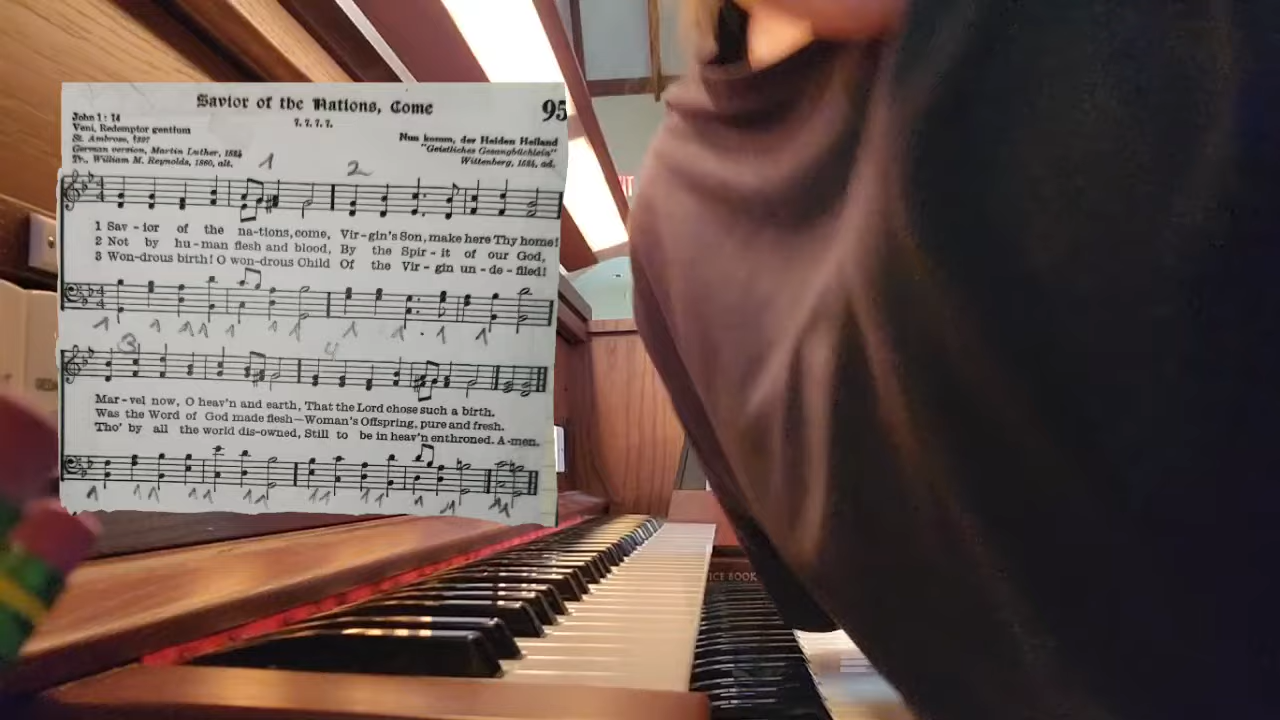 Savior of the Nations, Come
95
7. 7. 7. 7.
John 1 : 14
Veni, Redemptor gentium
St. Ambrose, †397
German version, Martin Luther, 1524
Tr., William M. Reynolds, 1860, alt.
Nun komm, der Heiden Heiland
"Geistliches Gesangbüchlein"
Wittenberg, 1524, ad.
1 2
1 Sav - ior of the na - tions, come, Vir - gin's Son, make here Thy home!
2 Not by hu - man flesh and blood, By the Spir - it of our God,
3 Won - drous birth! O won - drous Child Of the Vir - gin un - de - filed!
3 4
Mar - vel now, O heav'n and earth, That the Lord chose such a birth.
Was the Word of God made flesh—Woman's Offspring, pure and fresh.
Tho' by all the world dis - owned, Still to be in heav'n enthroned. A - men.
BOOK